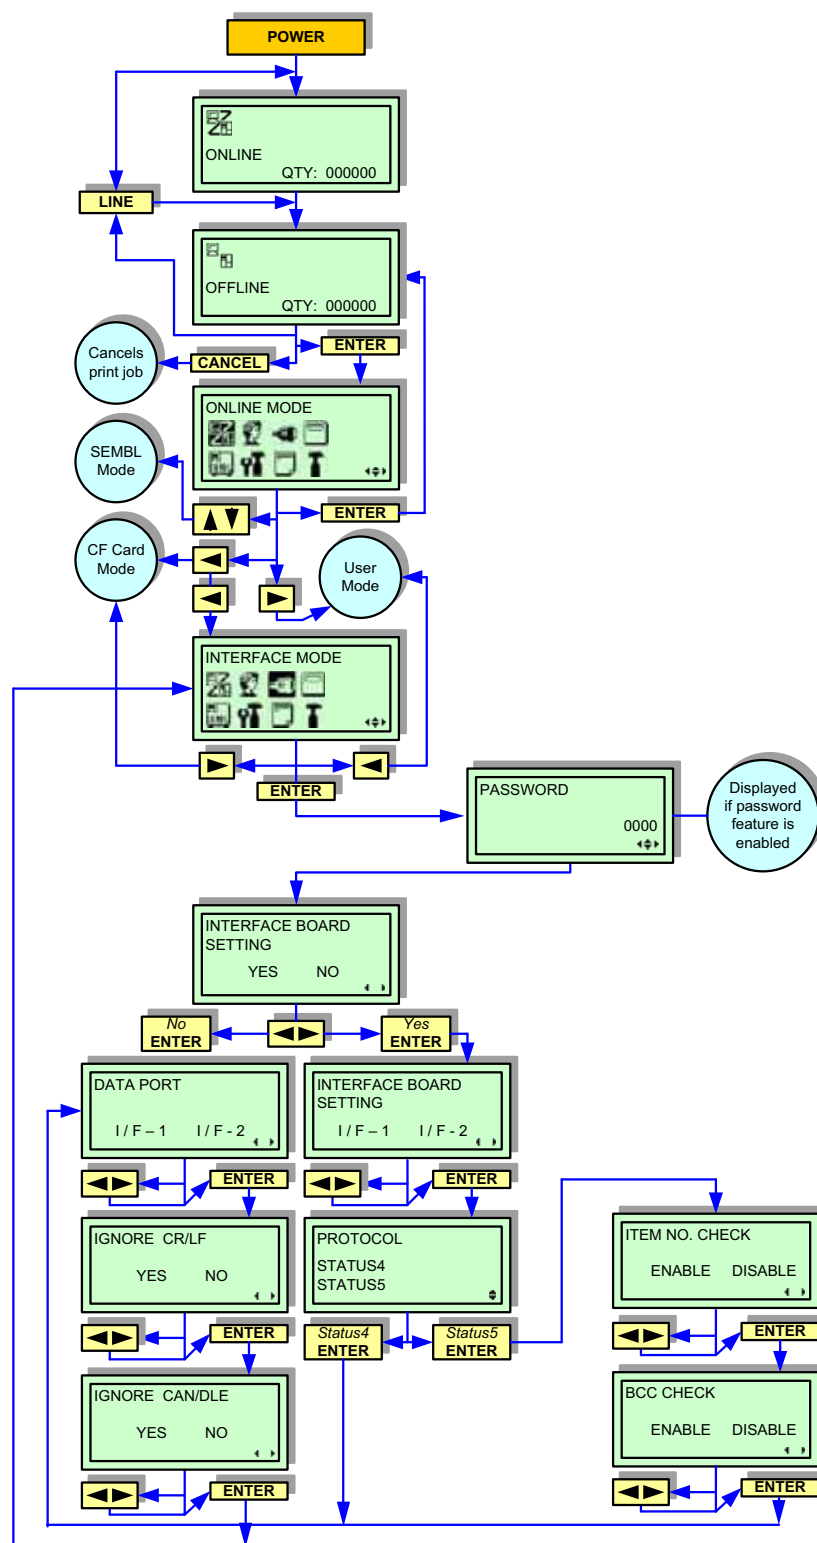 POWER
ONLINE
QTY: 000000
LINE
OFFLINE
QTY: 000000
ENTER
CANCEL
Cancels
print job
ONLINE MODE
SEMBL
Mode
ENTER
CF Card
Mode
User
Mode
INTERFACE MODE
ENTER
PASSWORD
0000
Displayed
if password
feature is
enabled
INTERFACE BOARD
SETTING
YES NO
No
ENTER
Yes
ENTER
DATA PORT
I / F – 1 I / F - 2
INTERFACE BOARD
SETTING
I / F – 1 I / F - 2
ENTER
ENTER
IGNORE CR/LF
YES NO
PROTOCOL
STATUS4
STATUS5
ITEM NO. CHECK
ENABLE DISABLE
ENTER
Status4
ENTER
Status5
ENTER
ENTER
IGNORE CAN/DLE
YES NO
BCC CHECK
ENABLE DISABLE
ENTER
ENTER